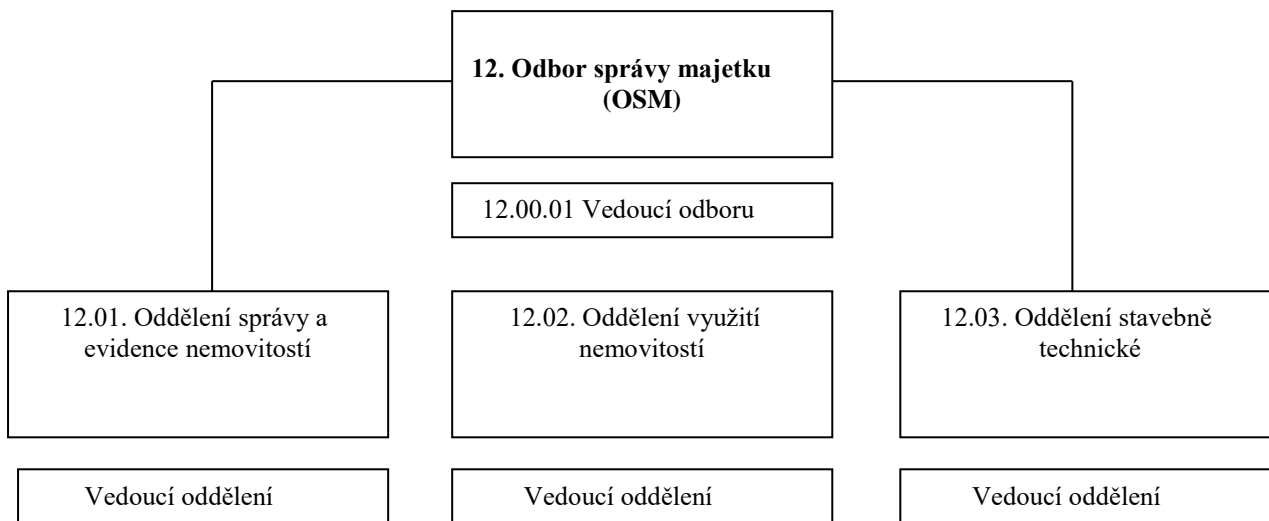 12. Odbor správy majetku
(OSM)
12.00.01 Vedoucí odboru
12.01. Oddělení správy a
evidence nemovitostí
12.02. Oddělení využití
nemovitostí
12.03. Oddělení stavebně
technické
Vedoucí oddělení
Vedoucí oddělení
Vedoucí oddělení